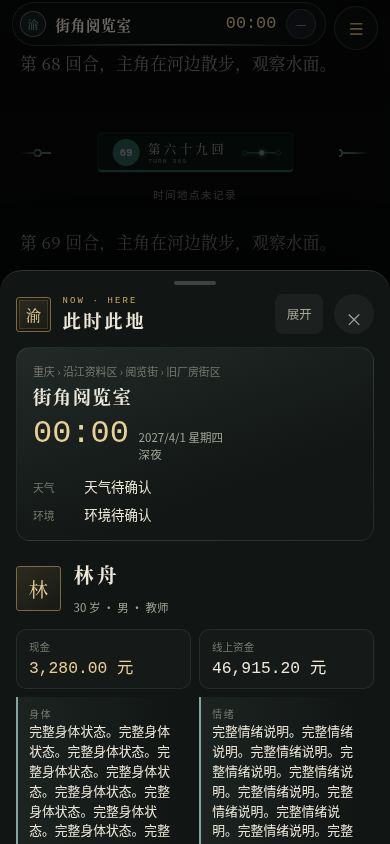 渝 街角阅览室 00:00
第 68 回合，主角在河边散步，观察水面。
69 第六十九回
TURN 069
时间地点未记录
第 69 回合，主角在河边散步，观察水面。
渝 NOW · HERE
此时此地 展开
重庆 › 沿江资料区 › 阅览街 › 旧厂房街区
街角阅览室
00:00 2027/4/1 星期四
深夜
天气 天气待确认
环境 环境待确认
林 林舟
30 岁 · 男 · 教师
现金
3,280.00 元
线上资金
46,915.20 元
身体
完整身体状态。完整身体
状态。完整身体状态。完
整身体状态。完整身体状
态。完整身体状态。完整
身体状态。完整身体状
态。完整身体状态。完整
情绪
完整情绪说明。完整情绪
说明。完整情绪说明。完
整情绪说明。完整情绪说
明。完整情绪说明。完整
情绪说明。完整情绪说
明。完整情绪说明。完整